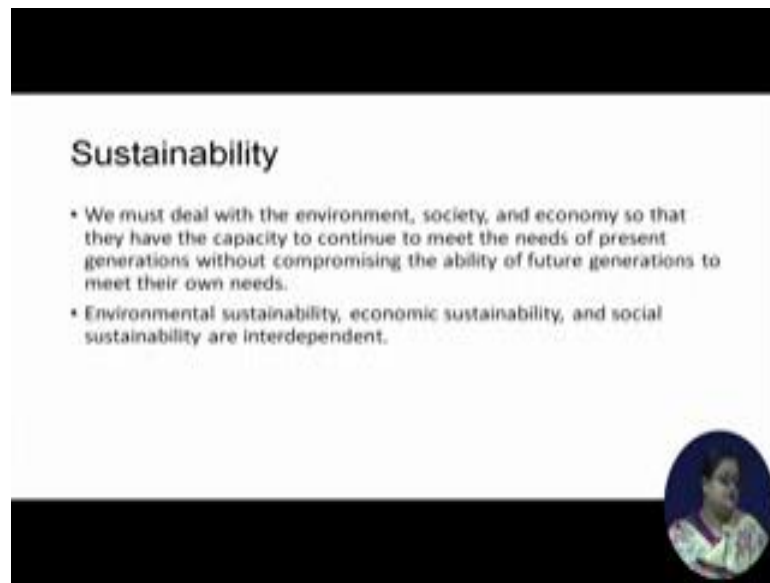 Sustainability
• We must deal with the environment, society, and economy so that
they have the capacity to continue to meet the needs of present
generations without compromising the ability of future generations to
meet their own needs.
• Environmental sustainability, economic sustainability, and social
sustainability are interdependent.